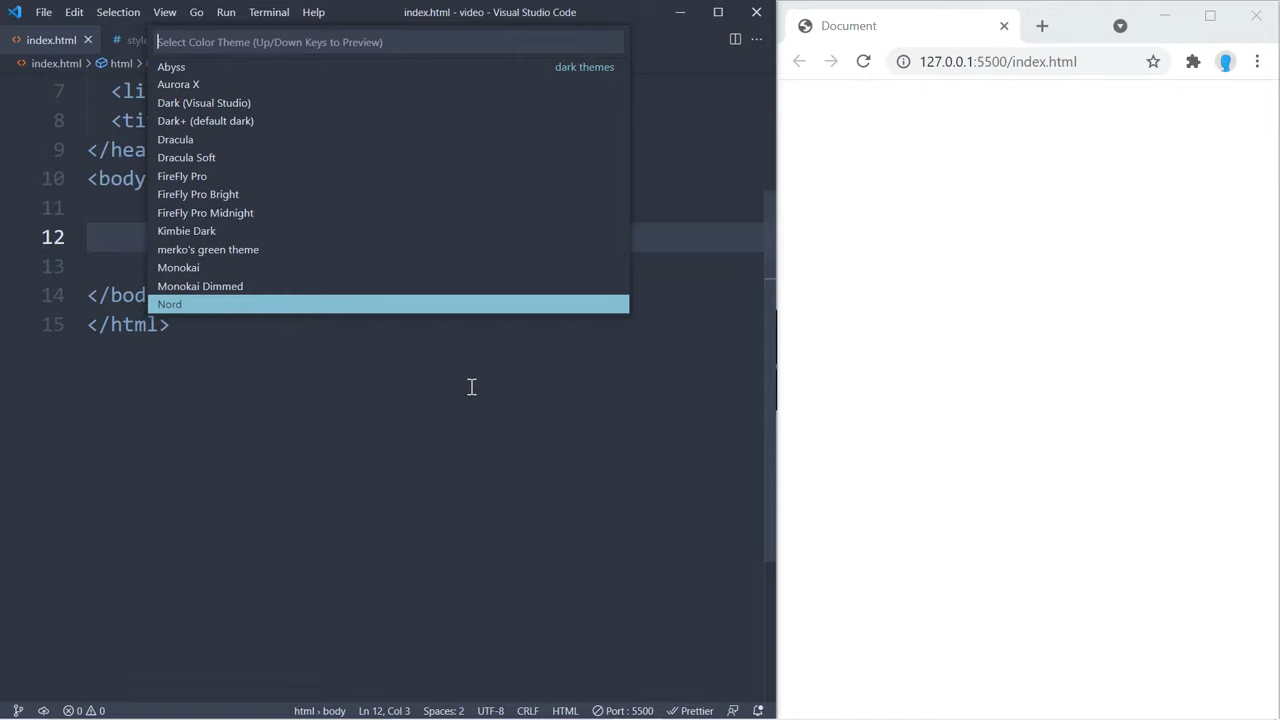 File Edit Selection View Go Run Terminal Help index.html - video - Visual Studio Code
index.html
Select Color Theme (Up/Down Keys to Preview)
index.html html
Abyss dark themes
Aurora X
Dark (Visual Studio)
Dark+ (default dark)
Dracula
Dracula Soft
FireFly Pro
FireFly Pro Bright
FireFly Pro Midnight
Kimbie Dark
merko's green theme
Monokai
Monokai Dimmed
Nord
7 <li
8 <ti
9 </hea
10 <body
11
12
13
14 </bod
15 </html>
html › body Ln 12, Col 3 Spaces: 2 UTF-8 CRLF HTML Port : 5500 Prettier
0 0
Document
127.0.0.1:5500/index.html